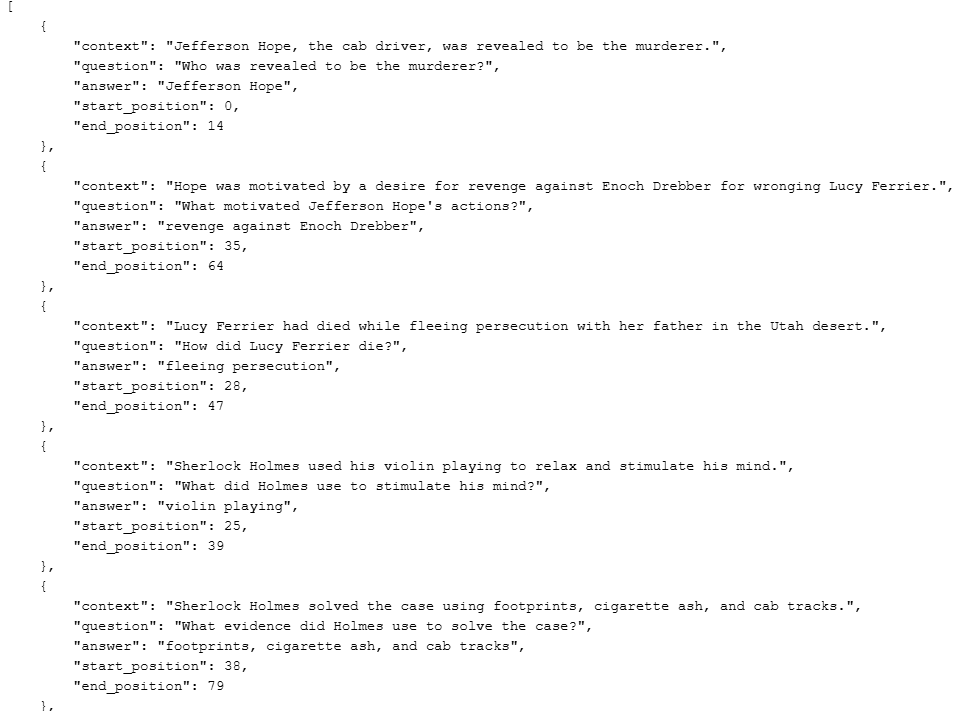 [
    {
        "context": "Jefferson Hope, the cab driver, was revealed to be the murderer.",
        "question": "Who was revealed to be the murderer?",
        "answer": "Jefferson Hope",
        "start_position": 0,
        "end_position": 14
    },
    {
        "context": "Hope was motivated by a desire for revenge against Enoch Drebber for wronging Lucy Ferrier.",
        "question": "What motivated Jefferson Hope's actions?",
        "answer": "revenge against Enoch Drebber",
        "start_position": 35,
        "end_position": 64
    },
    {
        "context": "Lucy Ferrier had died while fleeing persecution with her father in the Utah desert.",
        "question": "How did Lucy Ferrier die?",
        "answer": "fleeing persecution",
        "start_position": 28,
        "end_position": 47
    },
    {
        "context": "Sherlock Holmes used his violin playing to relax and stimulate his mind.",
        "question": "What did Holmes use to stimulate his mind?",
        "answer": "violin playing",
        "start_position": 25,
        "end_position": 39
    },
    {
        "context": "Sherlock Holmes solved the case using footprints, cigarette ash, and cab tracks.",
        "question": "What evidence did Holmes use to solve the case?",
        "answer": "footprints, cigarette ash, and cab tracks",
        "start_position": 38,
        "end_position": 79
    },